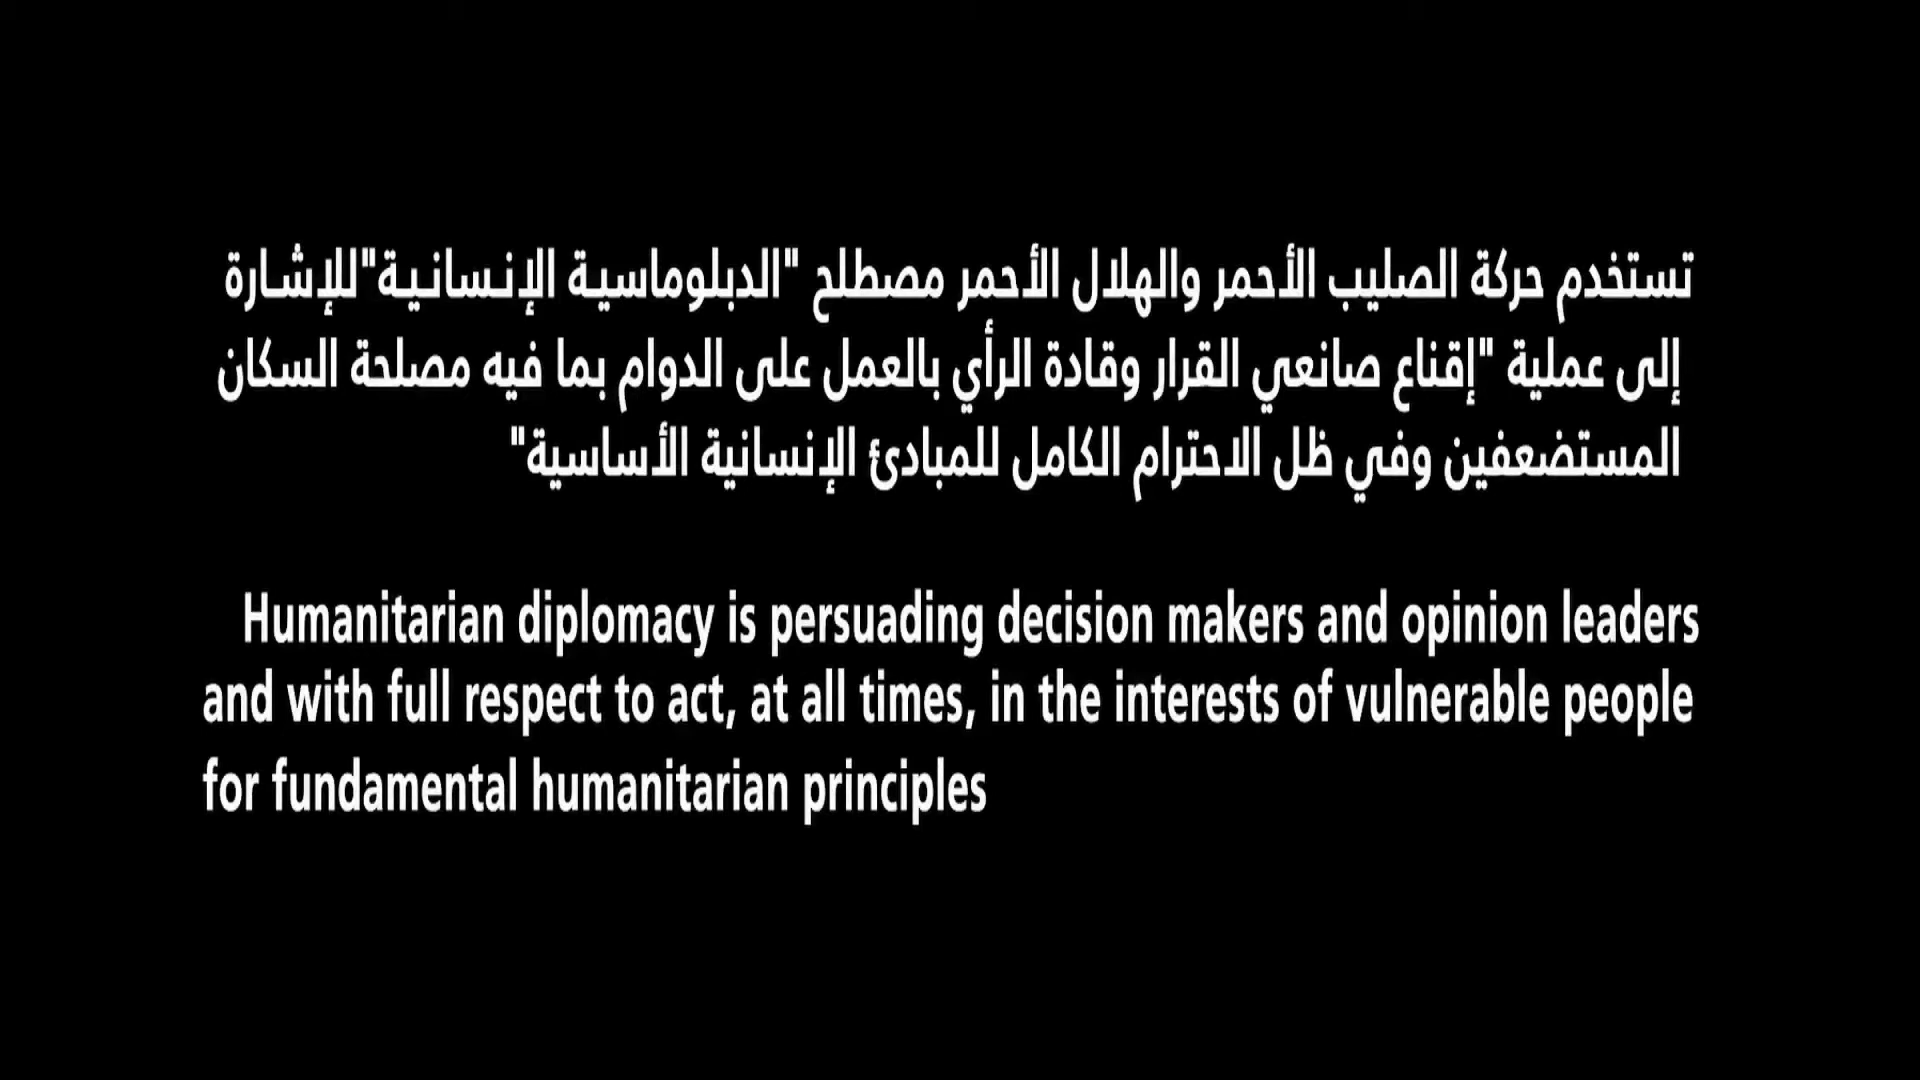 تستخدم حركة الصليب الأحمر والهلال الأحمر مصطلح "الدبلوماسية الإنسانية"للإشارة
إلى عملية "إقناع صانعي القرار وقادة الرأي بالعمل على الدوام بما فيه مصلحة السكان
المستضعفين وفي ظل الاحترام الكامل للمبادئ الإنسانية الأساسية"
Humanitarian diplomacy is persuading decision makers and opinion leaders
and with full respect to act, at all times, in the interests of vulnerable people
for fundamental humanitarian principles